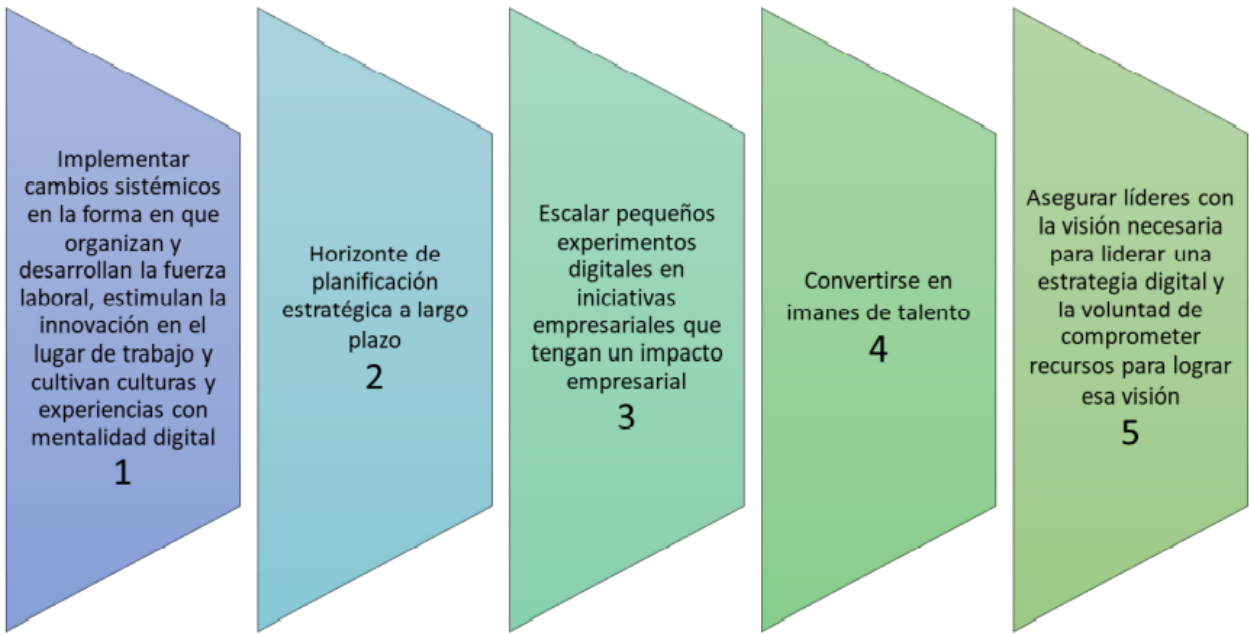 Implementar
cambios sistémicos
en la forma en que
organizan y
desarrollan la fuerza
laboral, estimulan la
innovación en el
lugar de trabajo y
cultivan culturas y
experiencias con
mentalidad digital
1
Horizonte de
planificación
estratégica a largo
plazo
2
Escalar pequeños
experimentos
digitales en
iniciativas
empresariales que
tengan un impacto
empresarial
3
Convertirse en
imanes de talento
4
Asegurar líderes con
la visión necesaria
para liderar una
estrategia digital y
la voluntad de
comprometer
recursos para lograr
esa visión
5